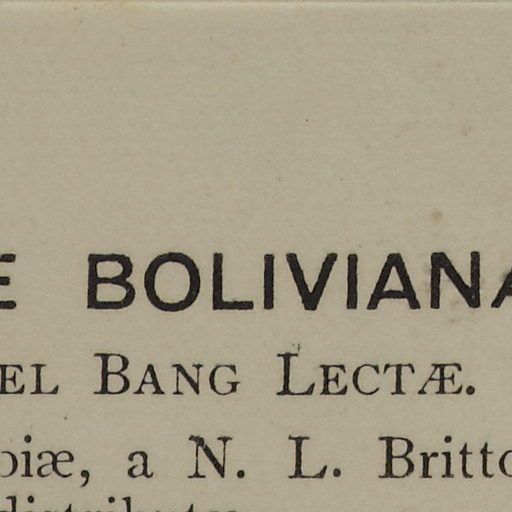 E BOLIVIANA
EL BANG LECTÆ.
biæ, a N. L. Britto